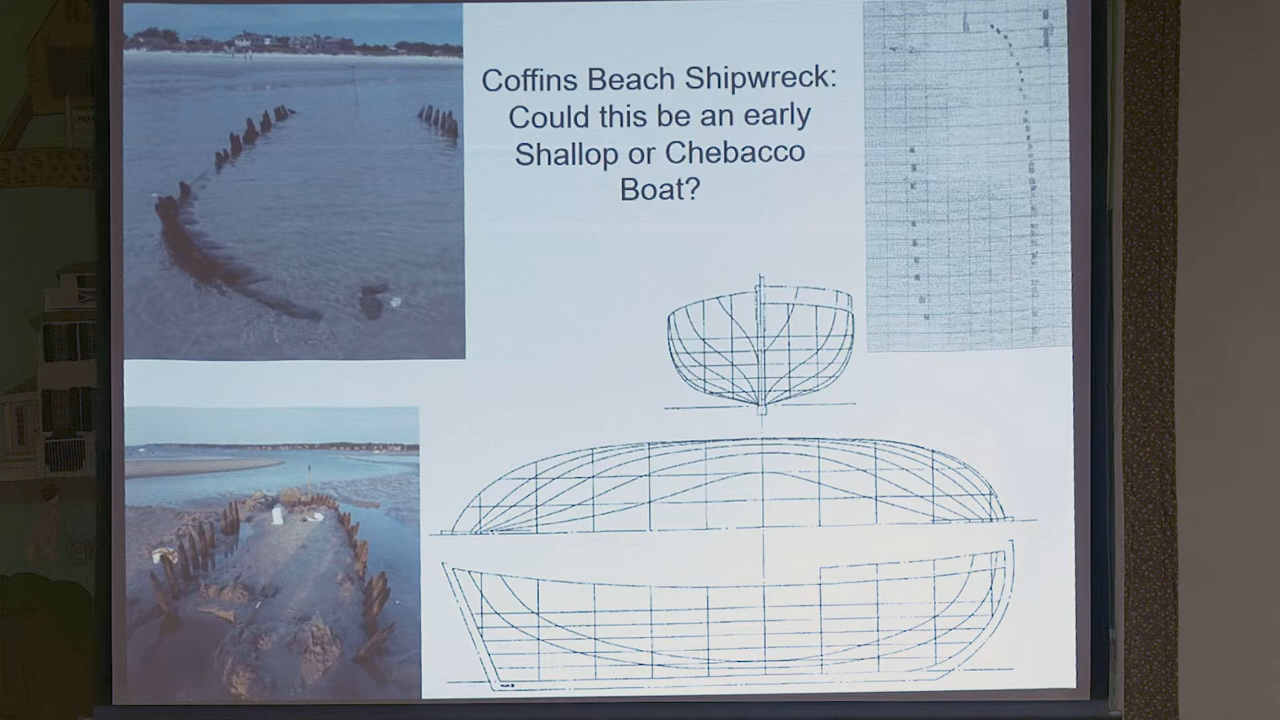 Coffins Beach Shipwreck:
Could this be an early
Shallop or Chebacco
Boat?